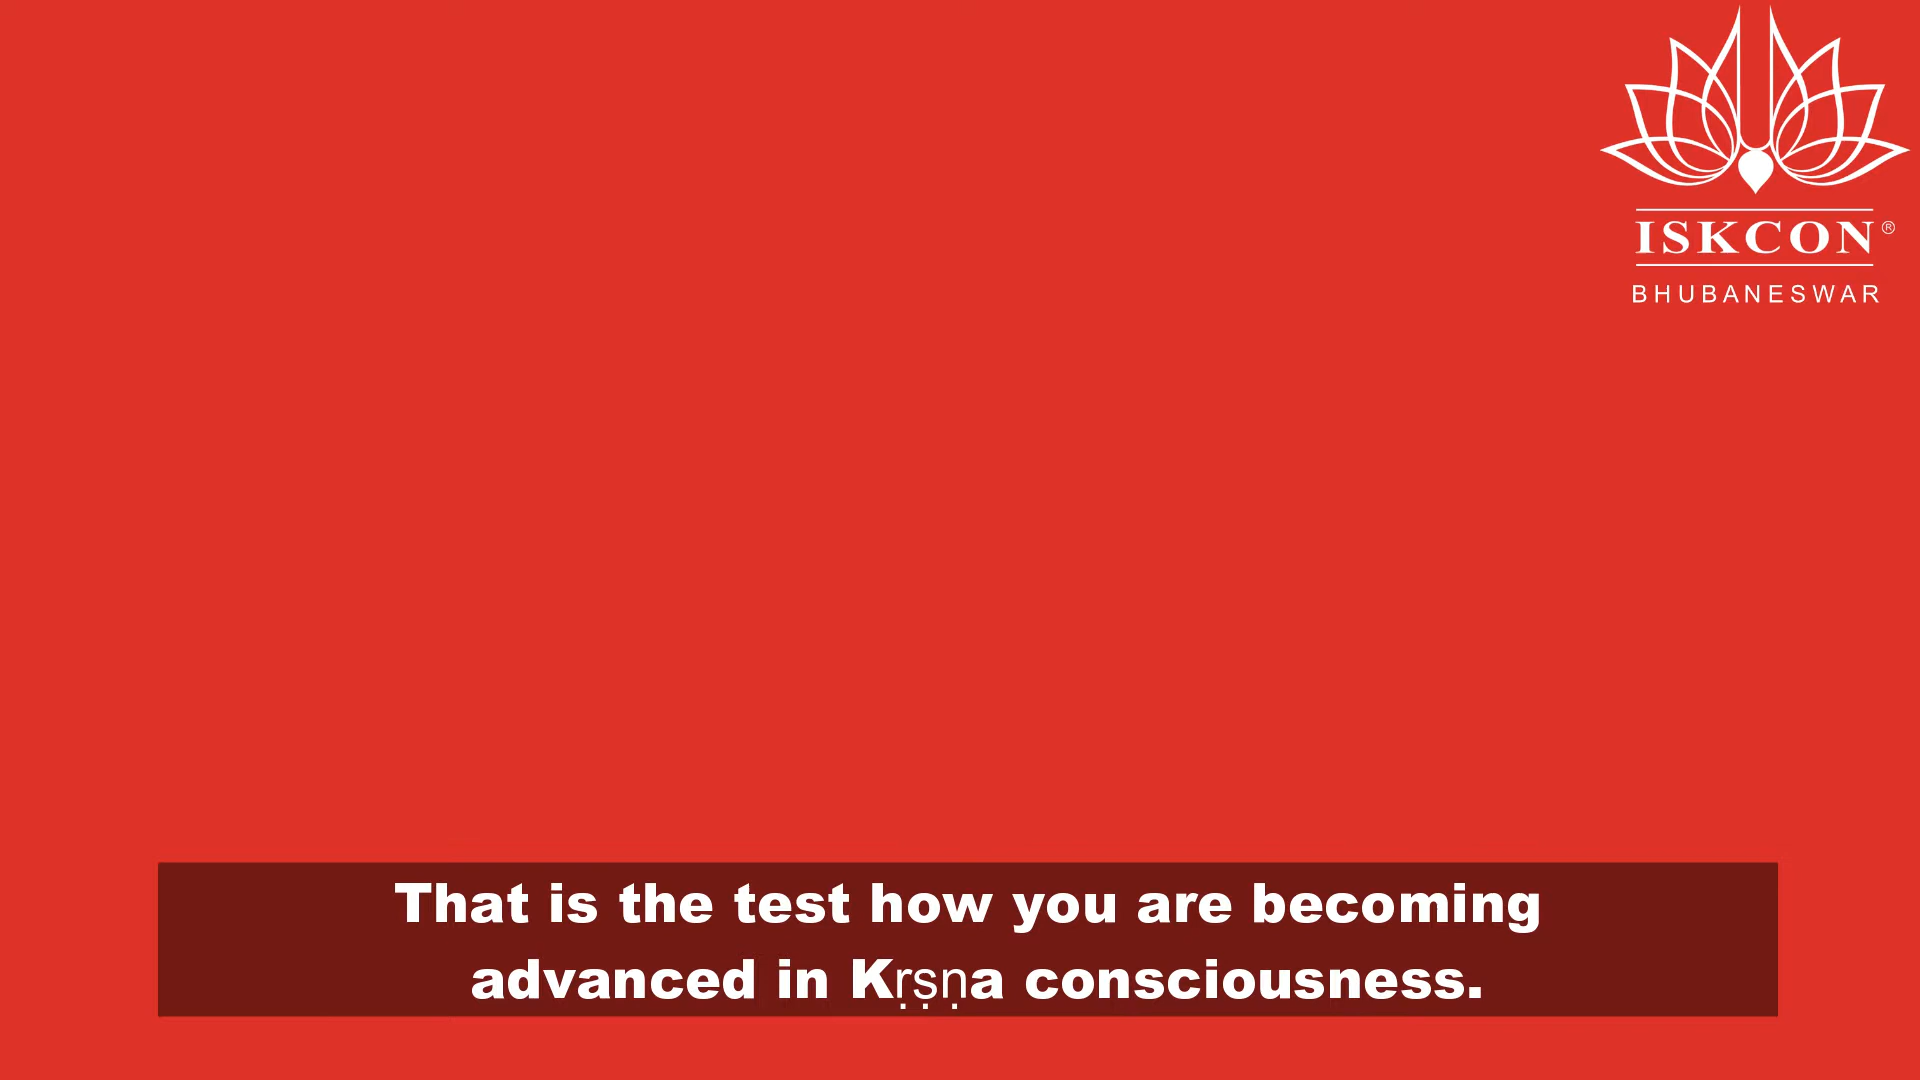 ISKCON®
BHUBANESWAR
That is the test how you are becoming
advanced in Kṛṣṇa consciousness.